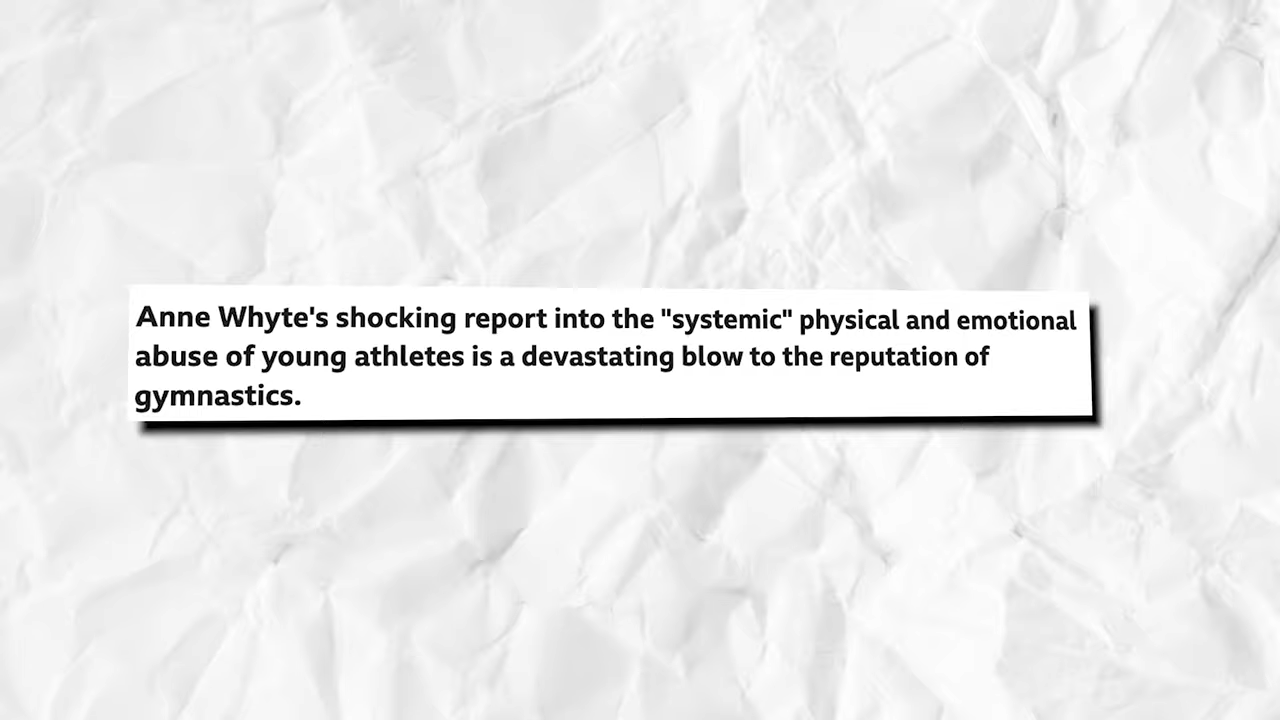 Anne Whyte's shocking report into the "systemic" physical and emotional
abuse of young athletes is a devastating blow to the reputation of
gymnastics.